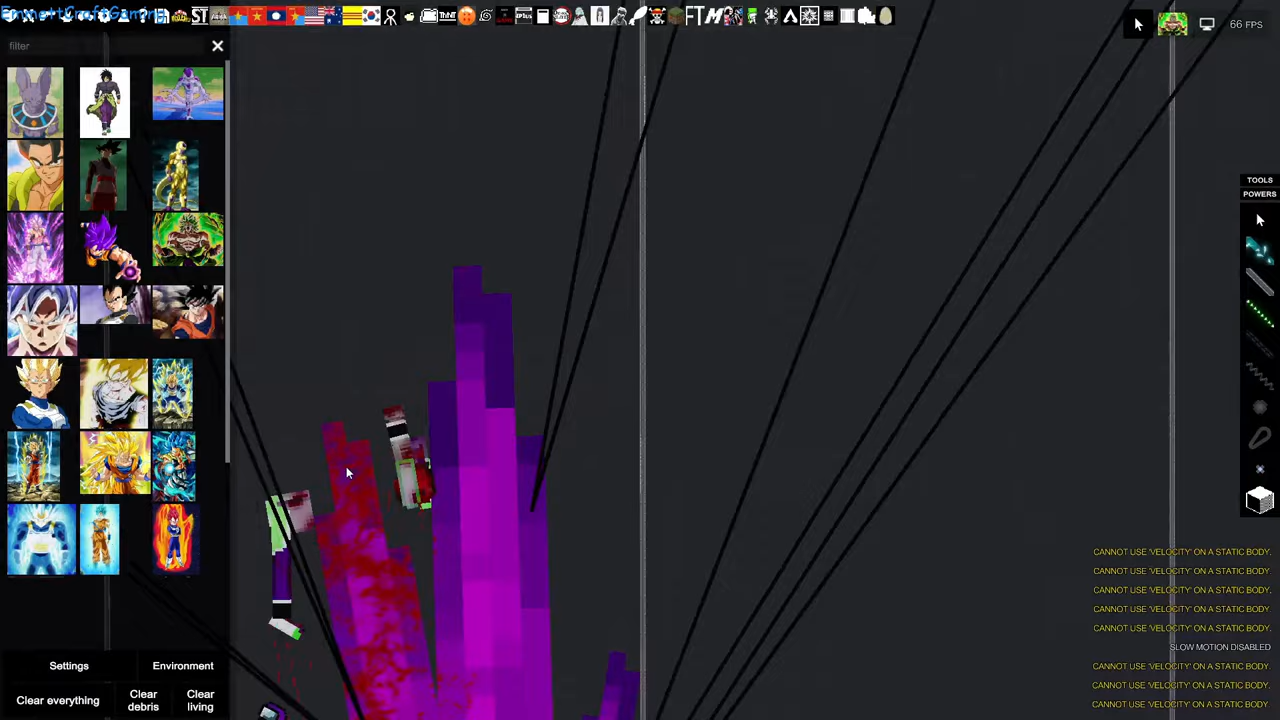 EmmettCraftGaming
66 FPS
filter
TOOLS
POWERS
CANNOT USE 'VELOCITY' ON A STATIC BODY.
CANNOT USE 'VELOCITY' ON A STATIC BODY.
CANNOT USE 'VELOCITY' ON A STATIC BODY.
CANNOT USE 'VELOCITY' ON A STATIC BODY.
CANNOT USE 'VELOCITY' ON A STATIC BODY.
SLOW MOTION DISABLED
CANNOT USE 'VELOCITY' ON A STATIC BODY.
CANNOT USE 'VELOCITY' ON A STATIC BODY.
CANNOT USE 'VELOCITY' ON A STATIC BODY.
Settings
Environment
Clear everything
Clear debris
Clear living